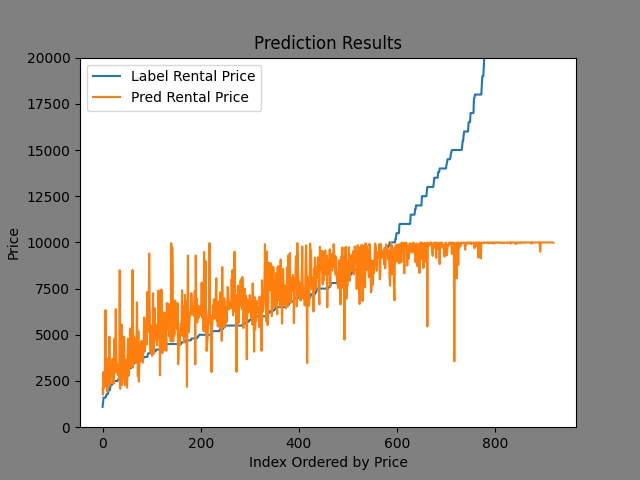 Prediction Results
Label Rental Price
Pred Rental Price
Price
20000
17500
15000
12500
10000
7500
5000
2500
0
0 200 400 600 800
Index Ordered by Price